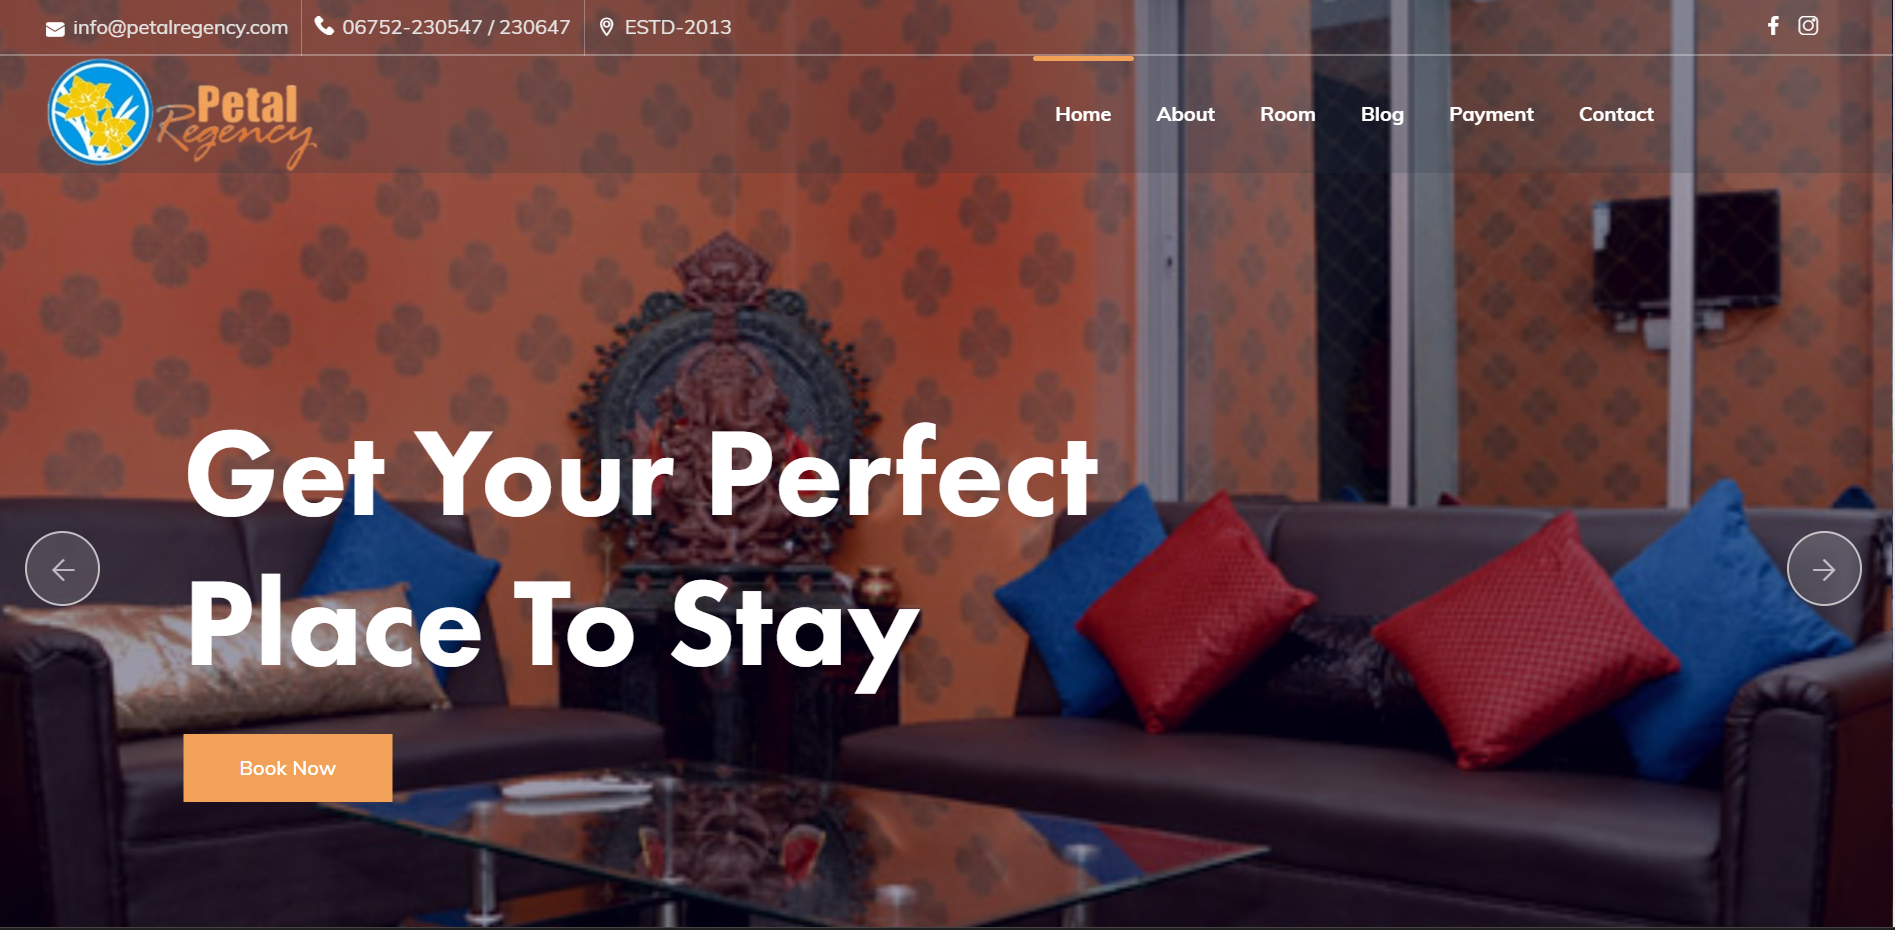 info@petalregency.com
06752-230547 / 230647
ESTD-2013
Petal
Regency
Home
About
Room
Blog
Payment
Contact
Get Your Perfect
Place To Stay
Book Now